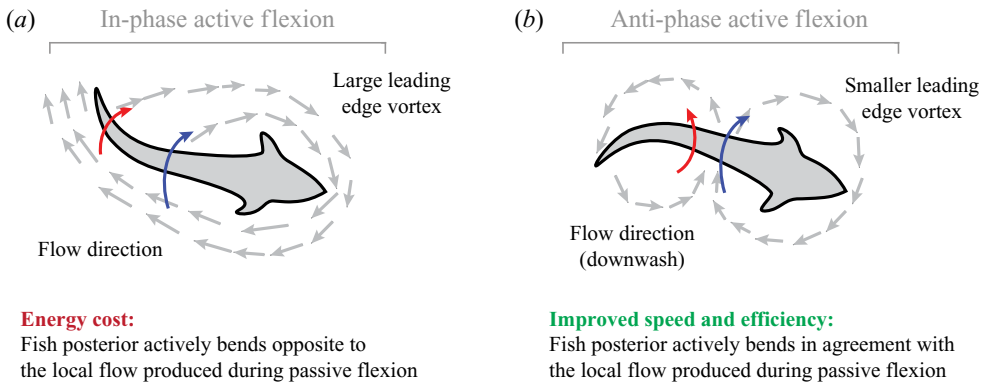 (a)
In-phase active flexion
Large leading
edge vortex
Flow direction
Energy cost:
Fish posterior actively bends opposite to
the local flow produced during passive flexion
(b)
Anti-phase active flexion
Smaller leading
edge vortex
Flow direction
(downwash)
Improved speed and efficiency:
Fish posterior actively bends in agreement with
the local flow produced during passive flexion